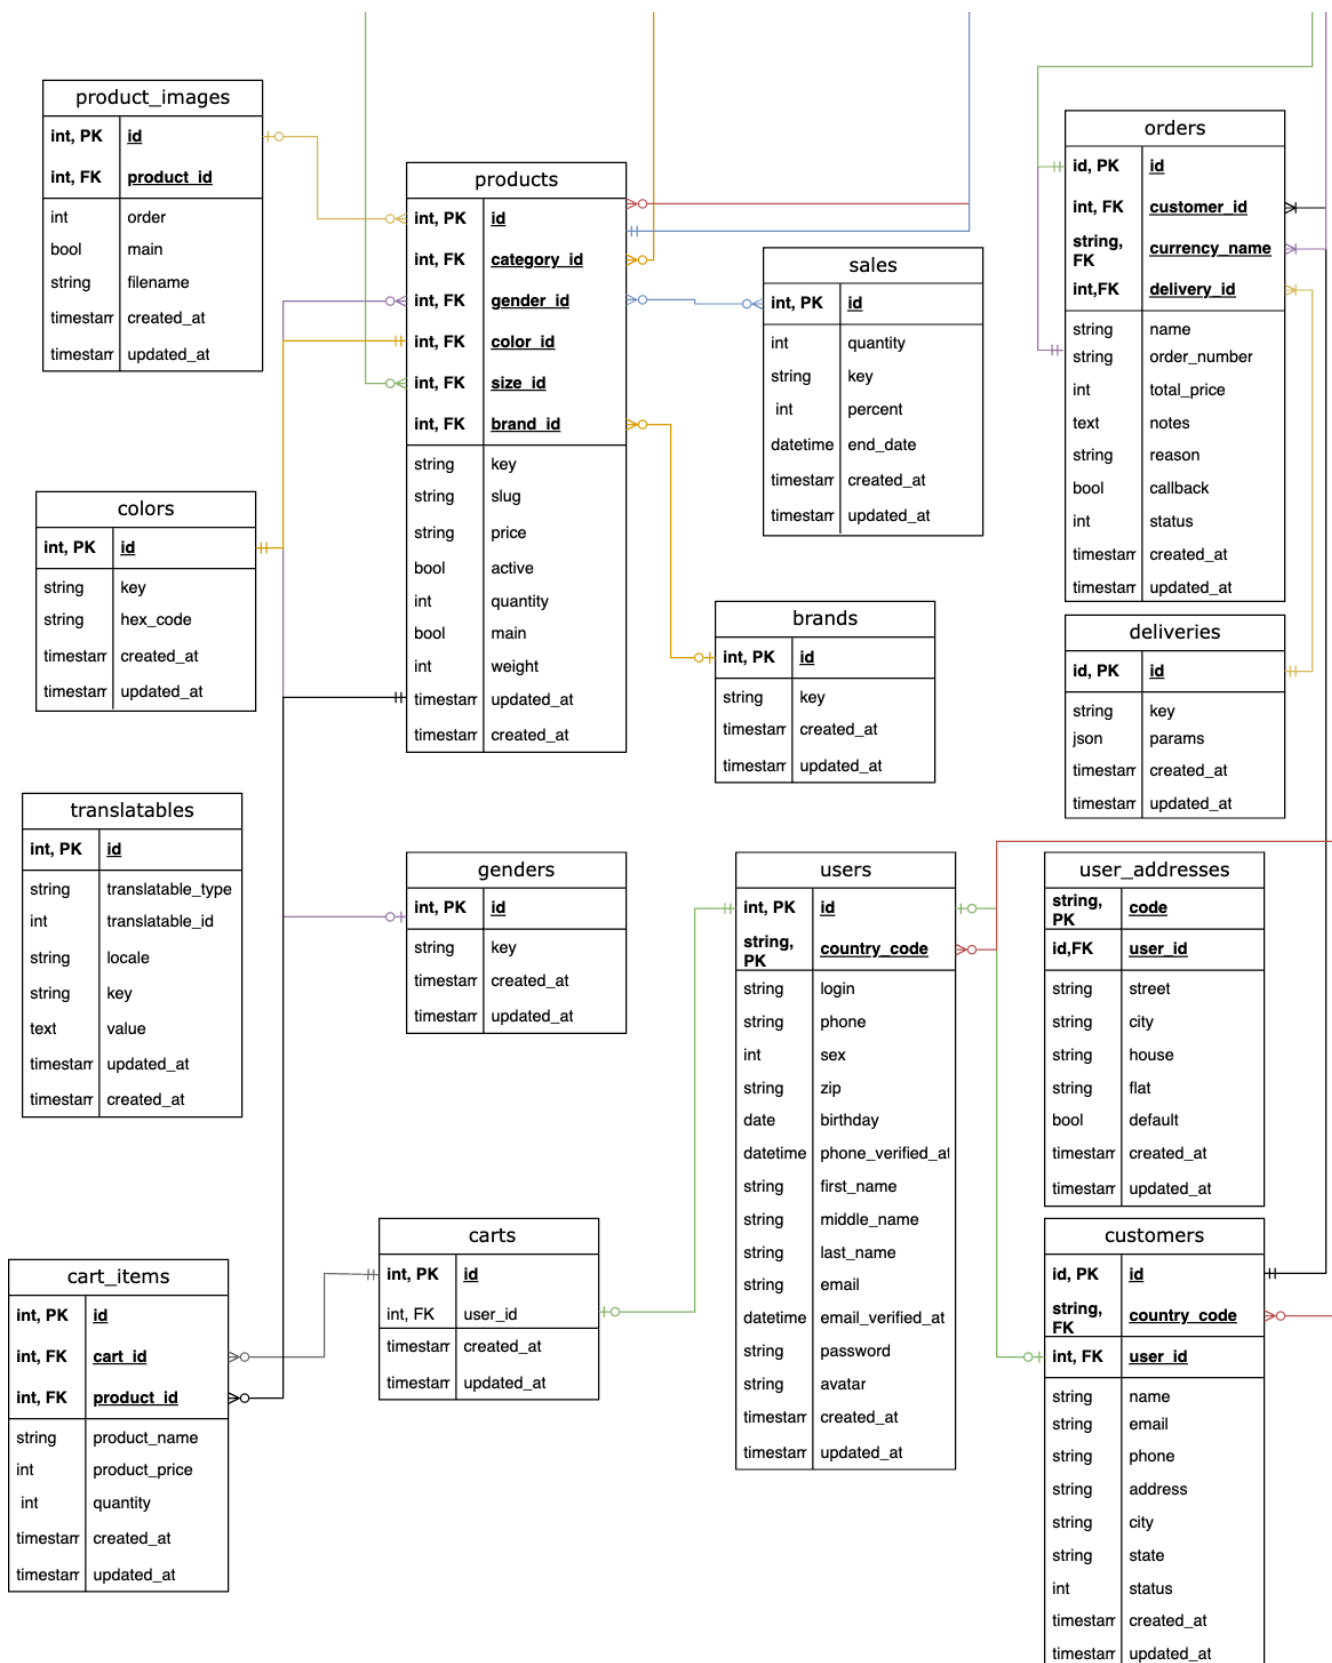 product_images
int, PK id
int, FK product_id
int order
bool main
string filename
timestam created_at
timestam updated_at
products
int, PK id
int, FK category_id
int, FK gender_id
int, FK color_id
int, FK size_id
int, FK brand_id
string key
string slug
string price
bool active
int quantity
bool main
int weight
timestam updated_at
timestam created_at
sales
int, PK id
int quantity
string key
int percent
datetime end_date
timestam created_at
timestam updated_at
orders
id, PK id
int, FK customer_id
string,
FK currency_name
int,FK delivery_id
string name
string order_number
int total_price
text notes
string reason
bool callback
int status
timestam created_at
timestam updated_at
colors
int, PK id
string key
string hex_code
timestam created_at
timestam updated_at
brands
int, PK id
string key
timestam created_at
timestam updated_at
deliveries
id, PK id
string key
json params
timestam created_at
timestam updated_at
translatables
int, PK id
string translatable_type
int translatable_id
string locale
string key
text value
timestam updated_at
timestam created_at
genders
int, PK id
string key
timestam created_at
timestam updated_at
users
int, PK id
string,
PK country_code
string login
string phone
int sex
string zip
date birthday
datetime phone_verified_at
string first_name
string middle_name
string last_name
string email
datetime email_verified_at
string password
string avatar
timestam created_at
timestam updated_at
user_addresses
string,
PK code
id,FK user_id
string street
string city
string house
string flat
bool default
timestam created_at
timestam updated_at
carts
int, PK id
int, FK user_id
timestam created_at
timestam updated_at
cart_items
int, PK id
int, FK cart_id
int, FK product_id
string product_name
int product_price
int quantity
timestam created_at
timestam updated_at
customers
id, PK id
string,
FK country_code
int, FK user_id
string name
string email
string phone
string address
string city
string state
int status
timestam created_at
timestam updated_at